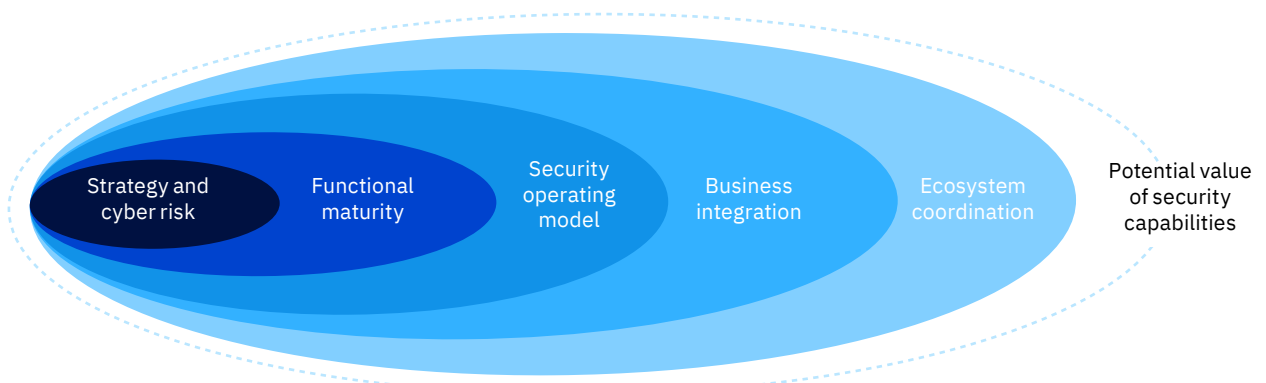 Strategy and
cyber risk
Functional
maturity
Security
operating
model
Business
integration
Ecosystem
coordination
Potential value
of security
capabilities